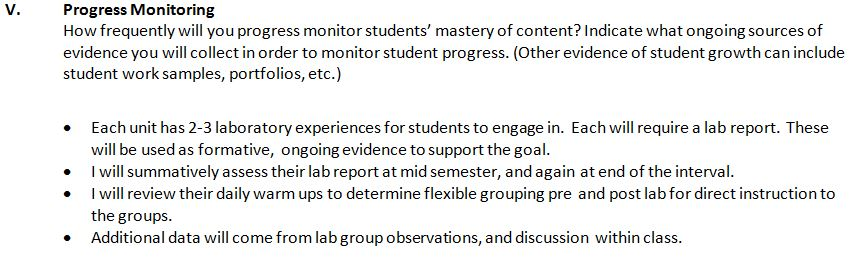 V. Progress Monitoring
How frequently will you progress monitor students' mastery of content? Indicate what ongoing sources of
evidence you will collect in order to monitor student progress. (Other evidence of student growth can include
student work samples, portfolios, etc.)
• Each unit has 2-3 laboratory experiences for students to engage in. Each will require a lab report. These
will be used as formative, ongoing evidence to support the goal.
• I will summatively assess their lab report at mid semester, and again at end of the interval.
• I will review their daily warm ups to determine flexible grouping pre and post lab for direct instruction to
the groups.
• Additional data will come from lab group observations, and discussion within class.